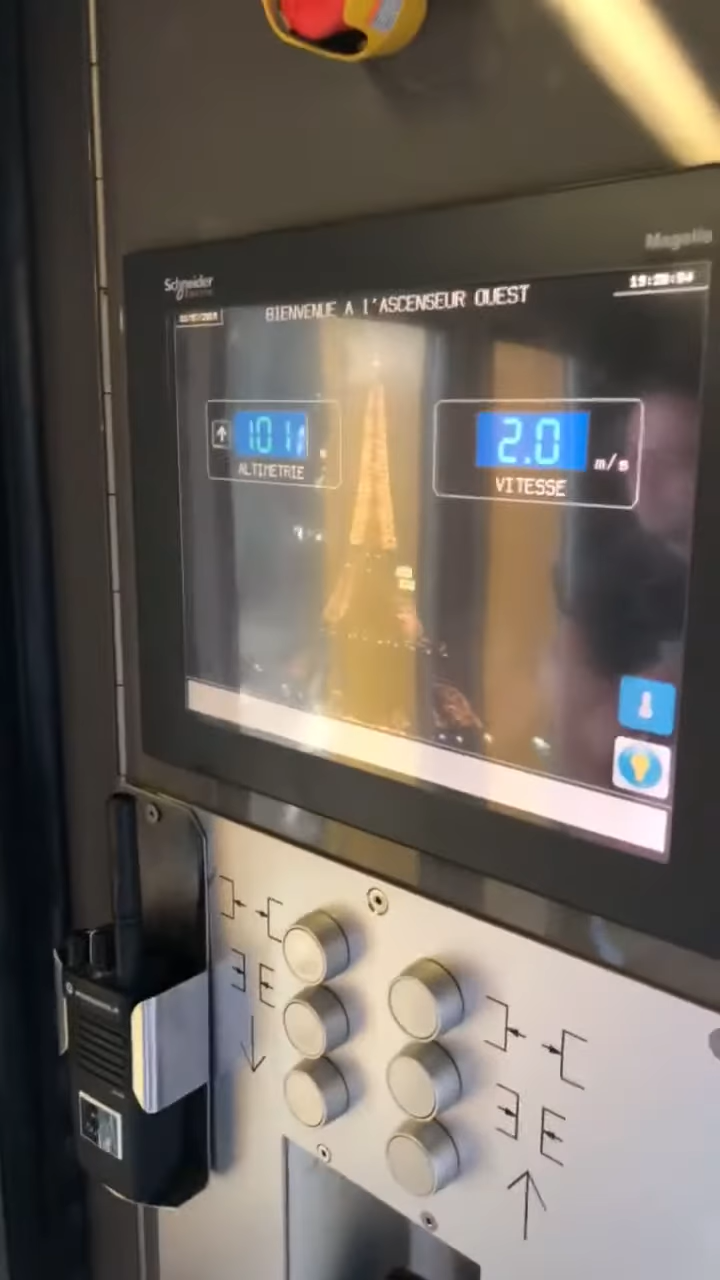 Schneider
Electric
Magelis
BIENVENUE A l'ASCENSEUR OUEST
101
ALTIMETRIE
2.0 m/s
VITESSE